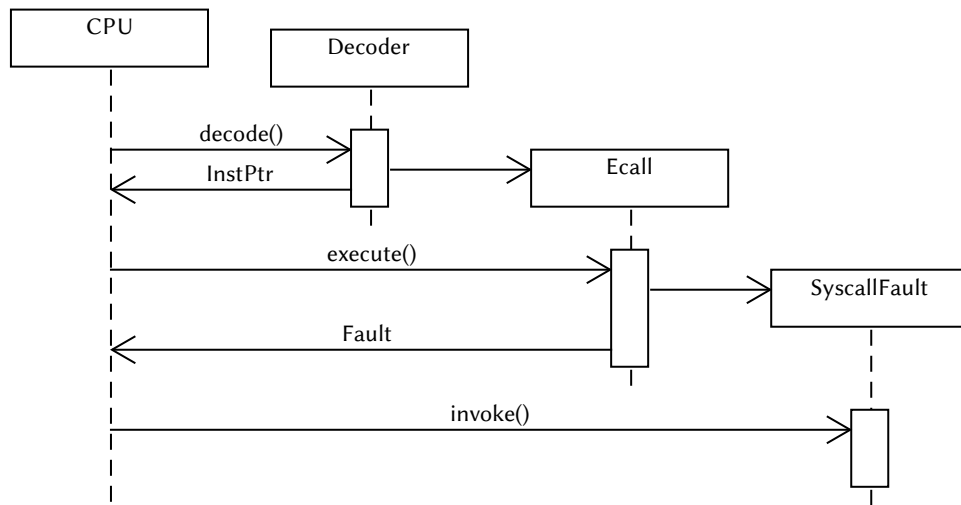 CPU
Decoder
decode()
InstPtr
Ecall
execute()
SyscallFault
Fault
invoke()